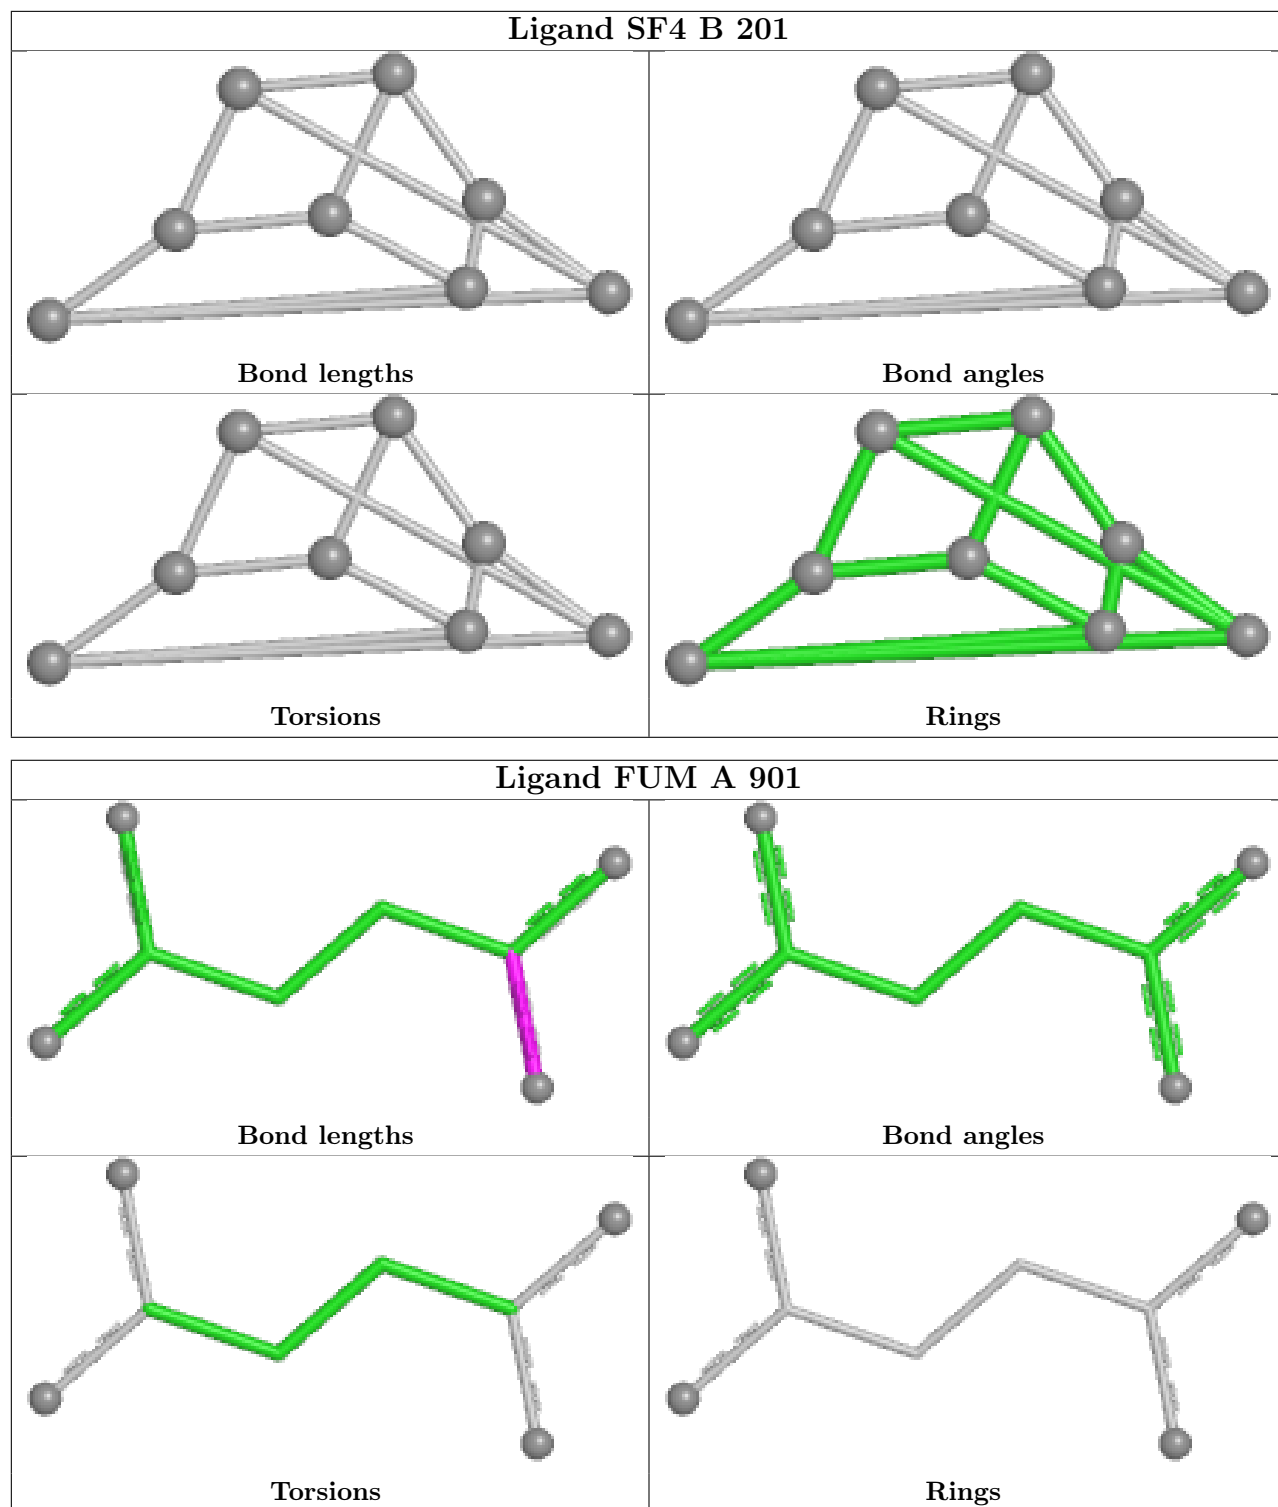 Ligand SF4 B 201
Bond lengths
Bond angles
Torsions
Rings
Ligand FUM A 901
Bond lengths
Bond angles
Torsions
Rings